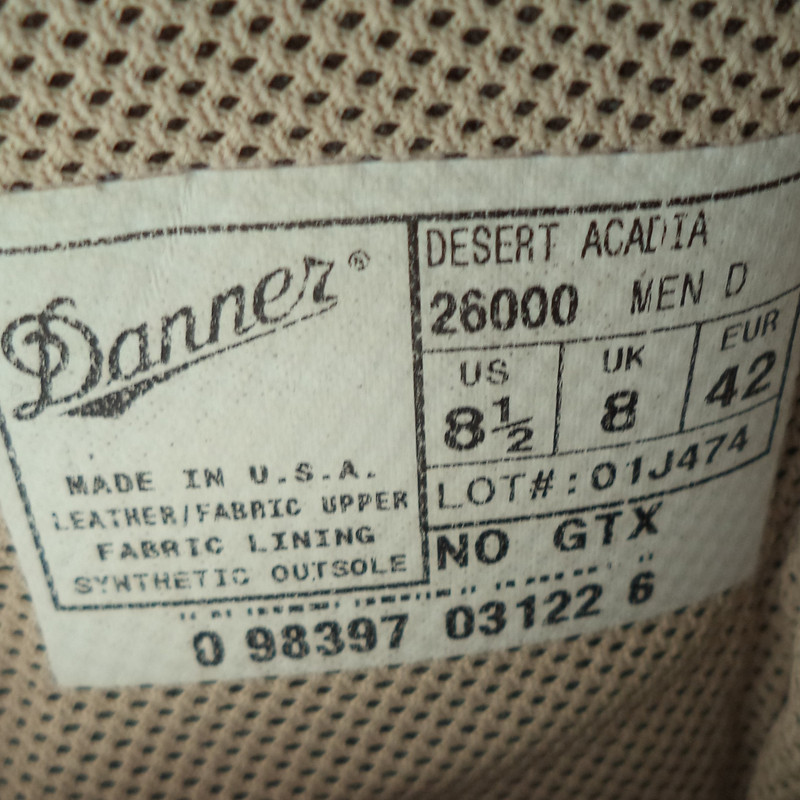 Danner®
MADE IN U.S.A.
LEATHER/FABRIC UPPER
FABRIC LINING
SYNTHETIC OUTSOLE
DESERT ACADIA
26000 MEN D
US UK EUR
8½ 8 42
LOT#:01J474
NO GTX
0 98397 03122 6